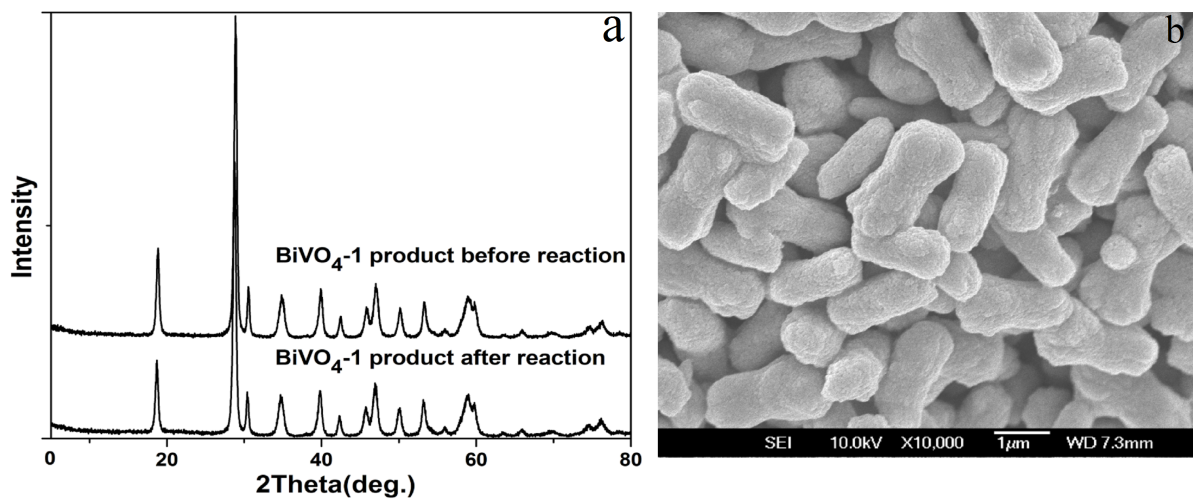 a
Intensity
BiVO4-1 product before reaction
BiVO4-1 product after reaction
0 20 40 60 80
2Theta(deg.)
b
SEI 10.0kV X10,000 1µm WD 7.3mm